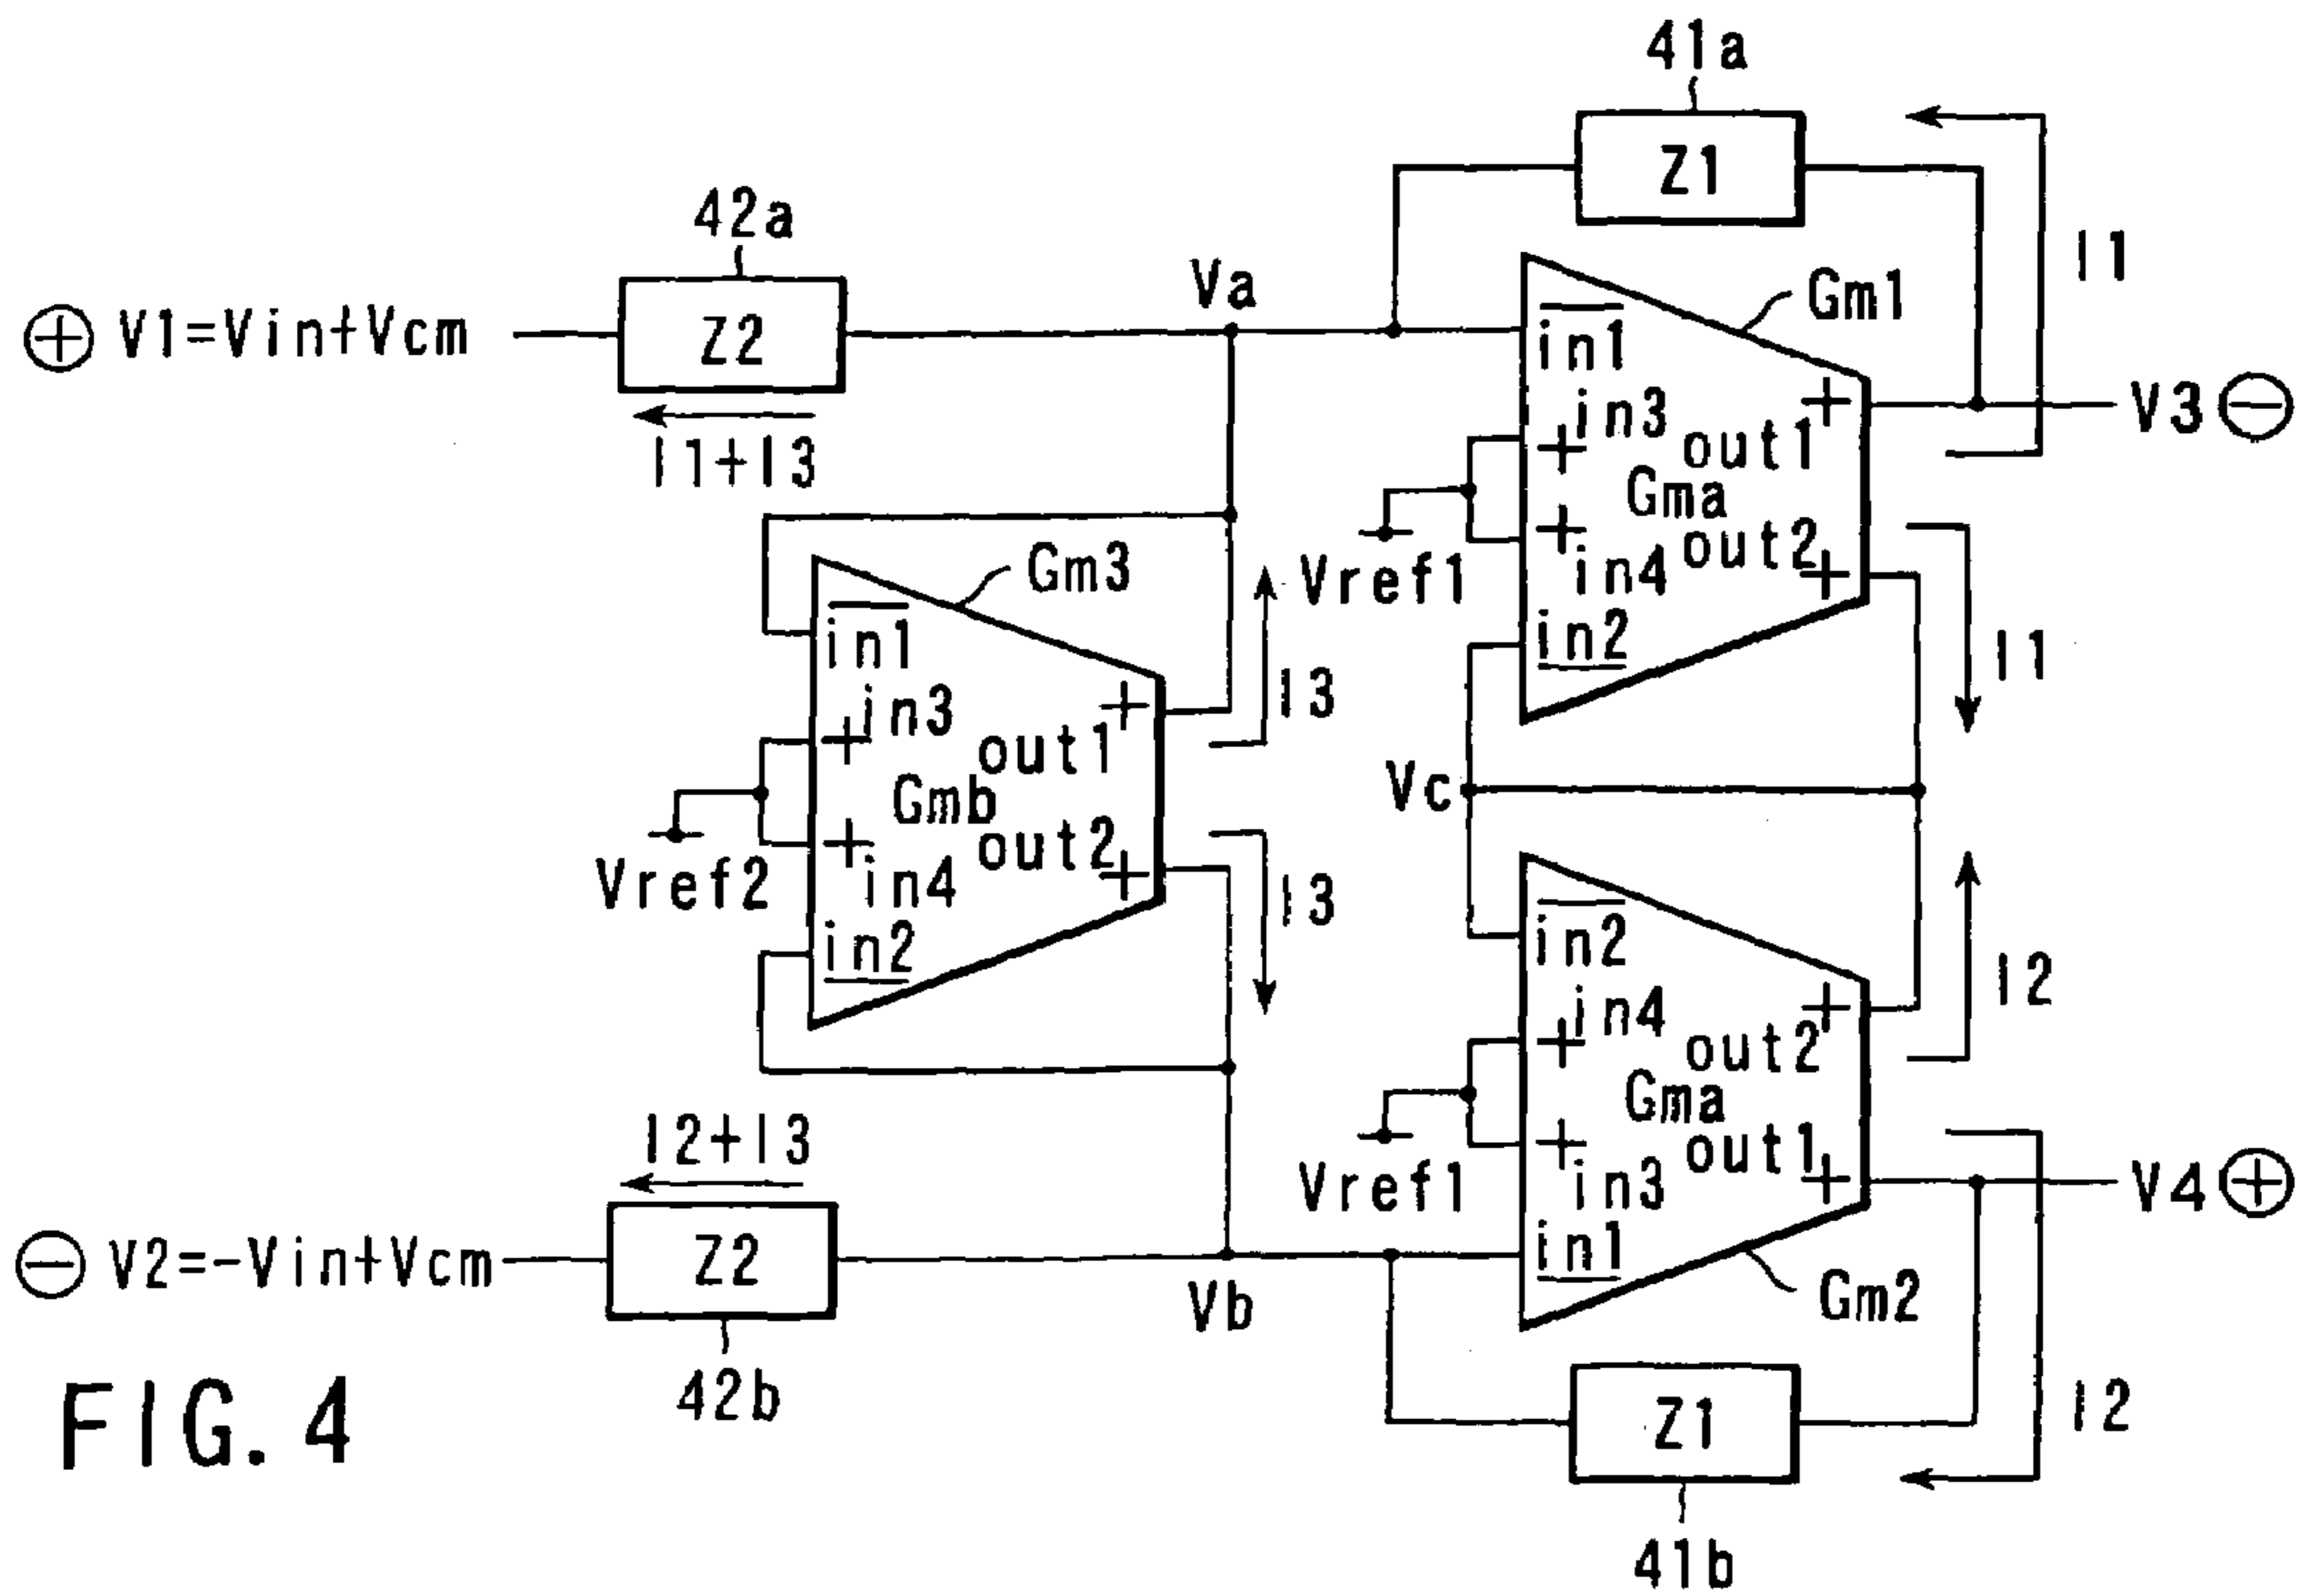 41a
Z1
I1
42a
Z2
Va
Gm1
⊕ V1=Vin+Vcm
I1+I3
in1
in3
out1
Gma
out2
in4
in2
+
+
+
+
V3 ⊖
Vref1
I1
Gm3
in1
in3
out1
Gmb
out2
in4
in2
+
+
+
+
I3
I3
Vref2
Vc
in2
in4
out2
Gma
out1
in3
in1
+
+
+
+
I2
Vref1
V4 ⊕
I2+I3
⊖ V2=-Vin+Vcm
Z2
Vb
Gm2
42b
Z1
I2
41b
FIG. 4